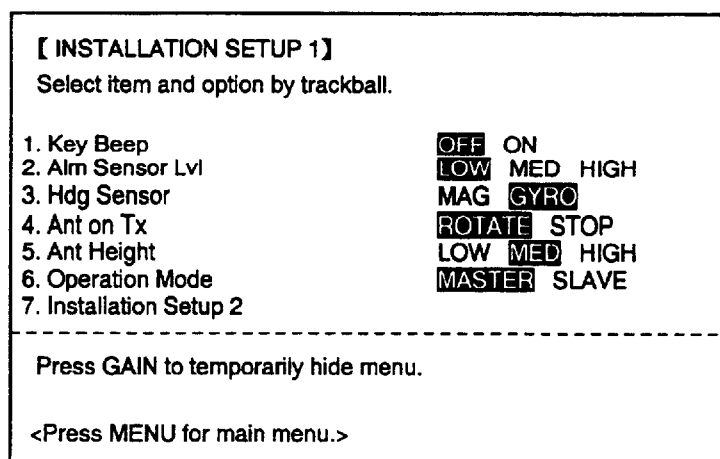 【 INSTALLATION SETUP 1】
Select item and option by trackball.
1. Key Beep OFF ON
2. Alm Sensor Lvl LOW MED HIGH
3. Hdg Sensor MAG GYRO
4. Ant on Tx ROTATE STOP
5. Ant Height LOW MED HIGH
6. Operation Mode MASTER SLAVE
7. Installation Setup 2
Press GAIN to temporarily hide menu.
<Press MENU for main menu.>